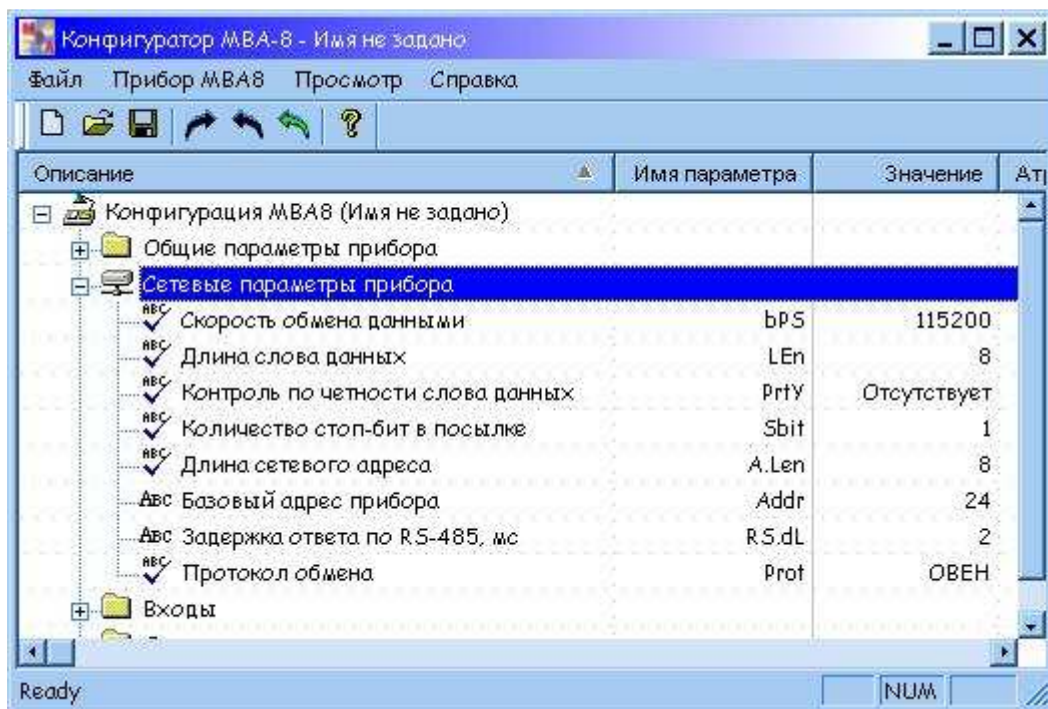 Конфигуратор МВА-8 - Имя не задано
Файл Прибор МВА8 Просмотр Справка
Описание Имя параметра Значение
Конфигурация МВА8 (Имя не задано)
Общие параметры прибора
Сетевые параметры прибора
Скорость обмена данными bPS 115200
Длина слова данных LEn 8
Контроль по четности слова данных PrtY Отсутствует
Количество стоп-бит в посылке Sbit 1
Длина сетевого адреса A.Len 8
Базовый адрес прибора Addr 24
Задержка ответа по RS-485, мс RS.dL 2
Протокол обмена Prot ОВЕН
Входы
Ready NUM